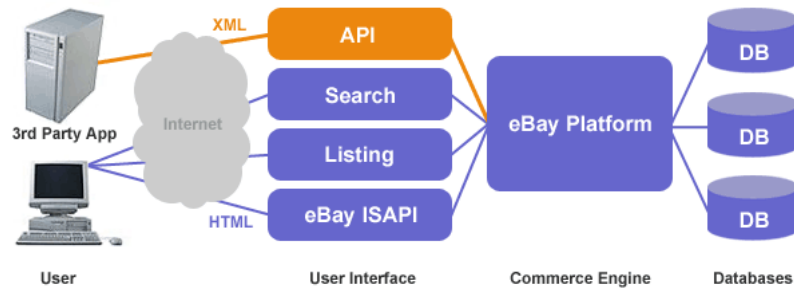 XML
API
3rd Party App
Internet
Search
Listing
HTML
eBay ISAPI
eBay Platform
DB
DB
DB
User
User Interface
Commerce Engine
Databases